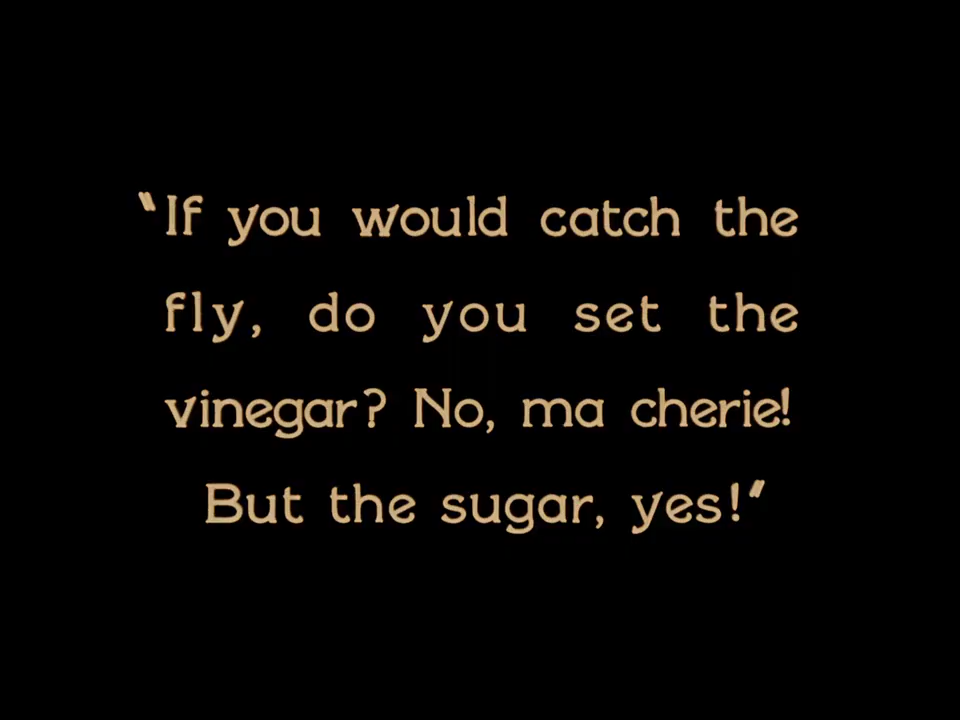 "If you would catch the
fly, do you set the
vinegar? No, ma cherie!
But the sugar, yes!"